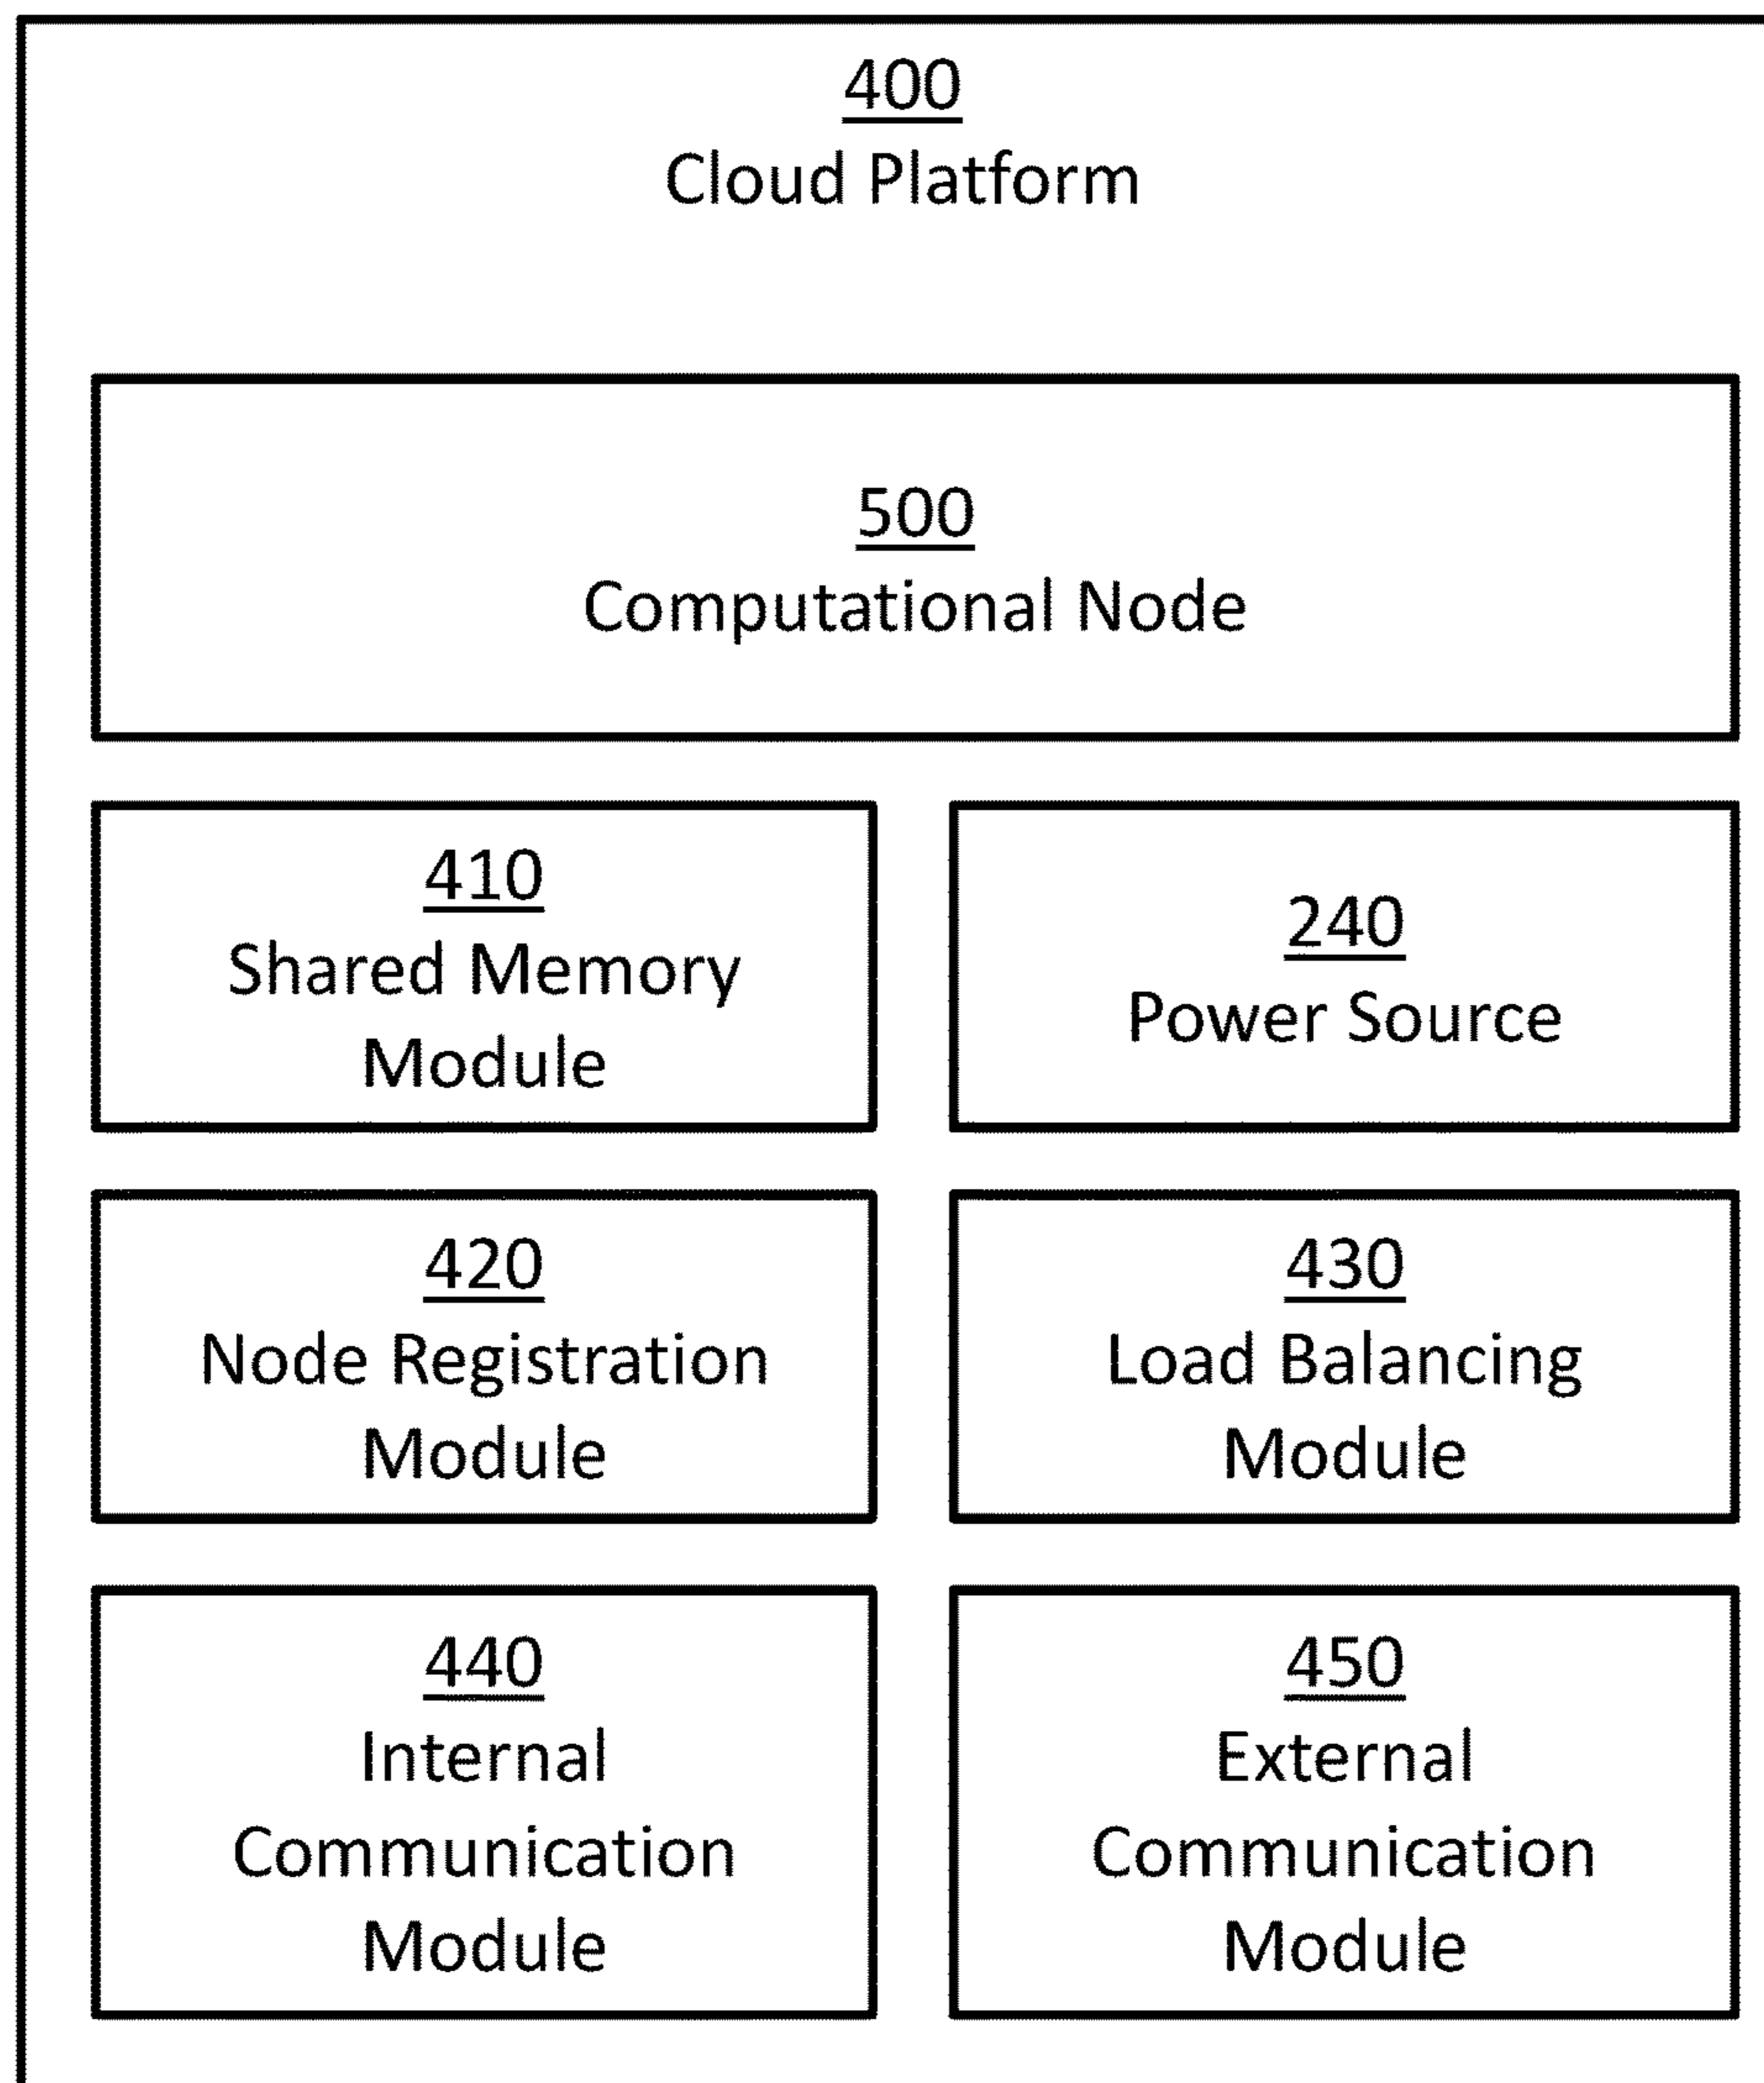 400
Cloud Platform
500
Computational Node
410
Shared Memory
Module
240
Power Source
420
Node Registration
Module
430
Load Balancing
Module
440
Internal
Communication
Module
450
External
Communication
Module